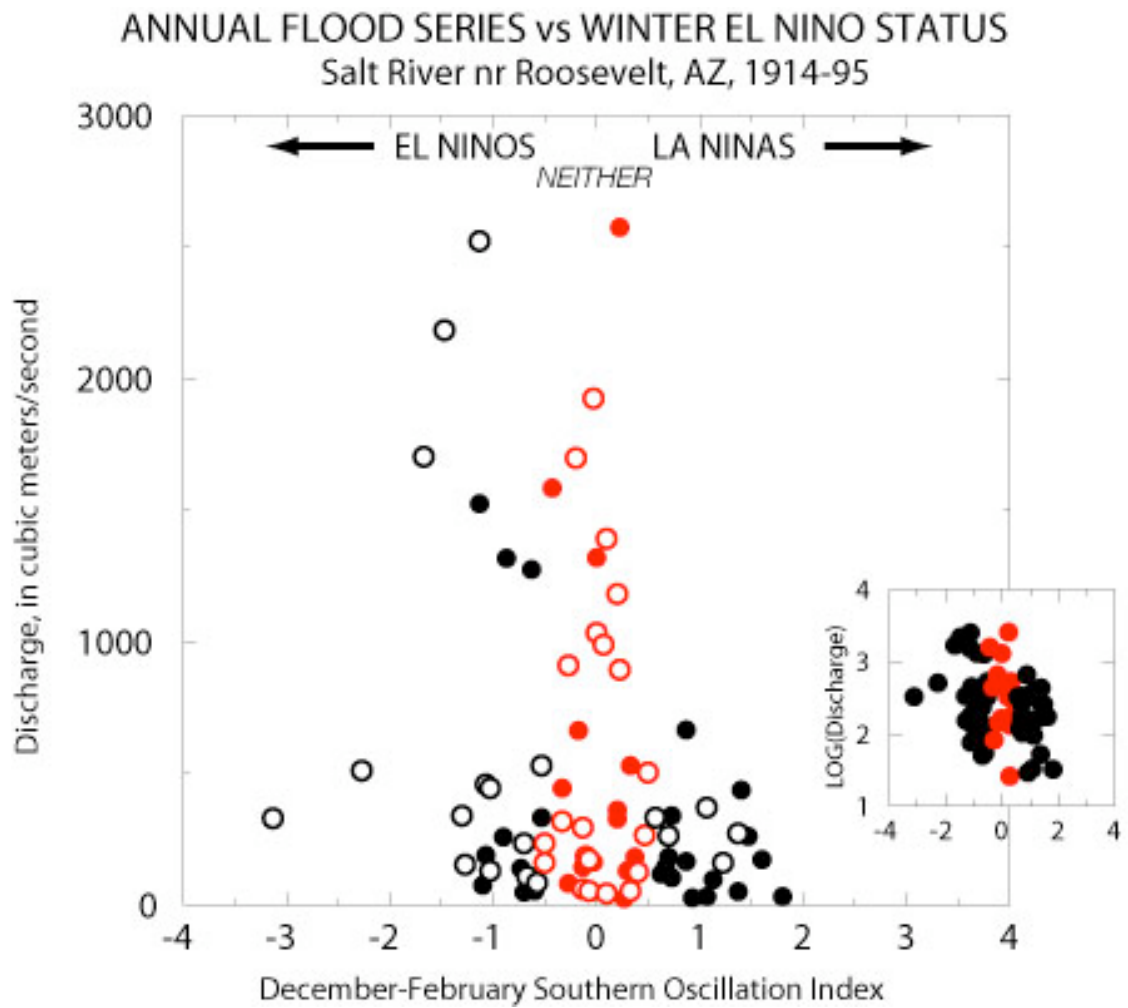 ANNUAL FLOOD SERIES vs WINTER EL NINO STATUS
Salt River nr Roosevelt, AZ, 1914-95
3000
EL NINOS LA NINAS
NEITHER
Discharge, in cubic meters/second
2000
1000
0
-4 -3 -2 -1 0 1 2 3 4
December-February Southern Oscillation Index
LOG(Discharge)
4
3
2
1
-4 -2 0 2 4